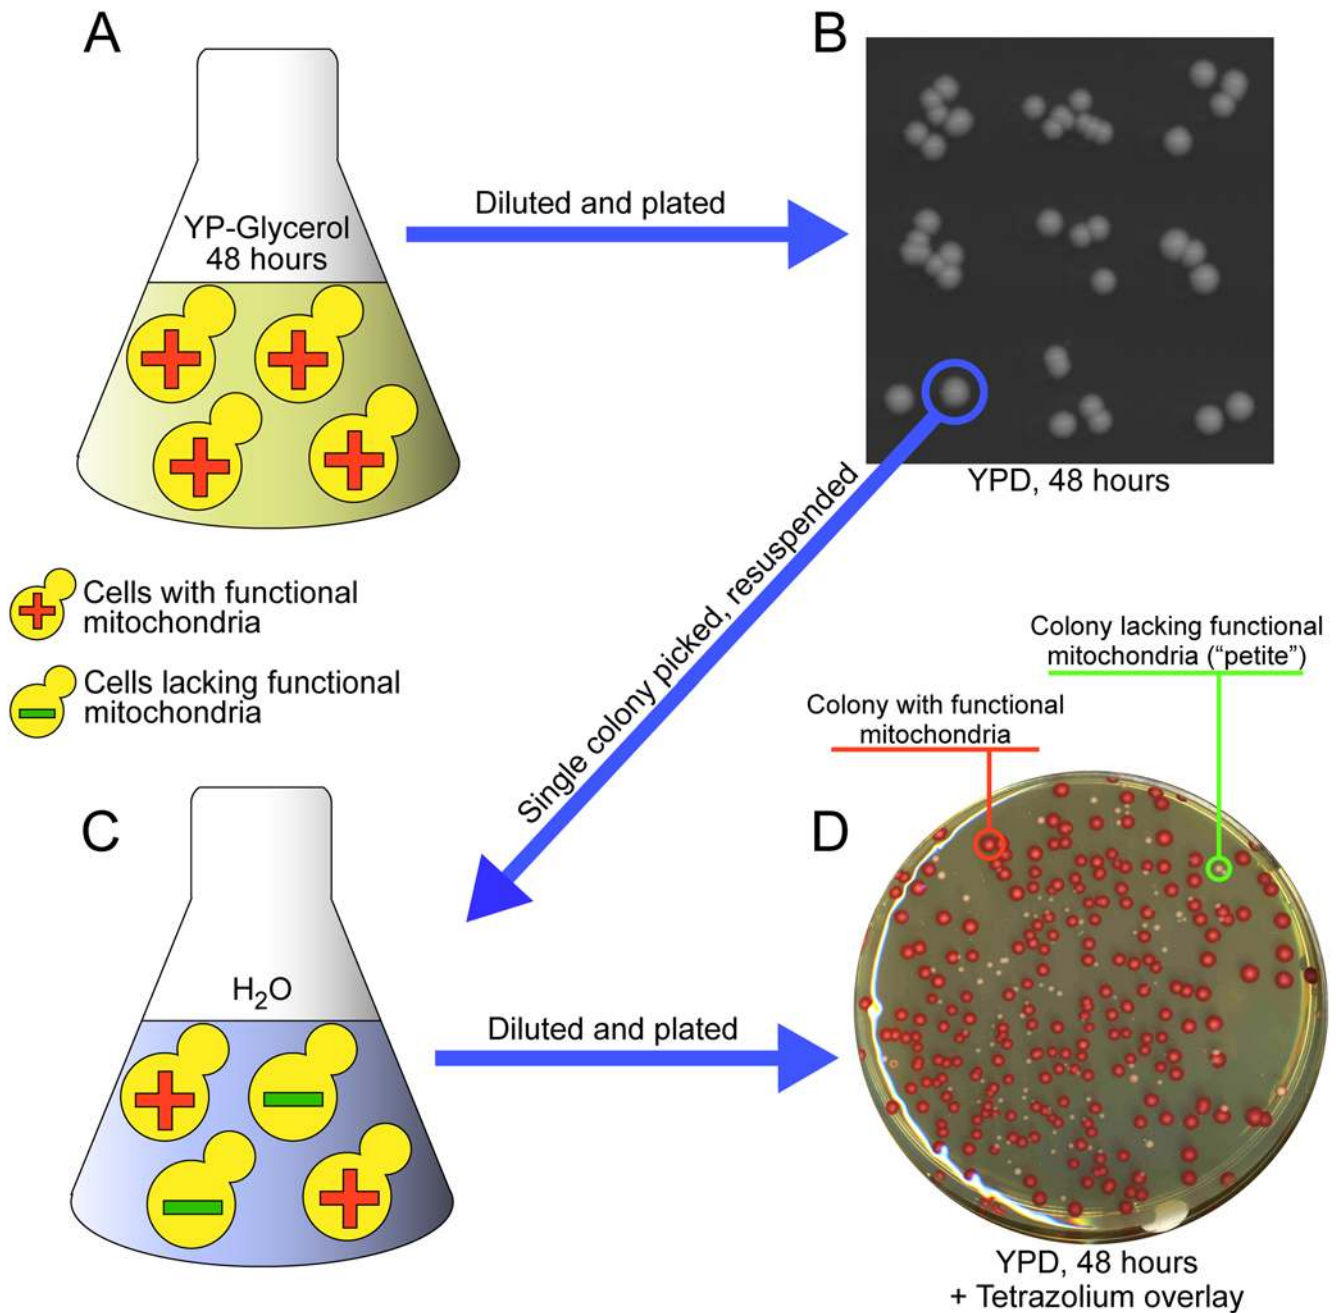 A
YP-Glycerol
48 hours
Diluted and plated
B
YPD, 48 hours
Cells with functional
mitochondria
Cells lacking functional
mitochondria
Single colony picked, resuspended
Colony lacking functional
mitochondria (“petite”)
Colony with functional
mitochondria
C
H₂O
Diluted and plated
D
YPD, 48 hours
+ Tetrazolium overlay